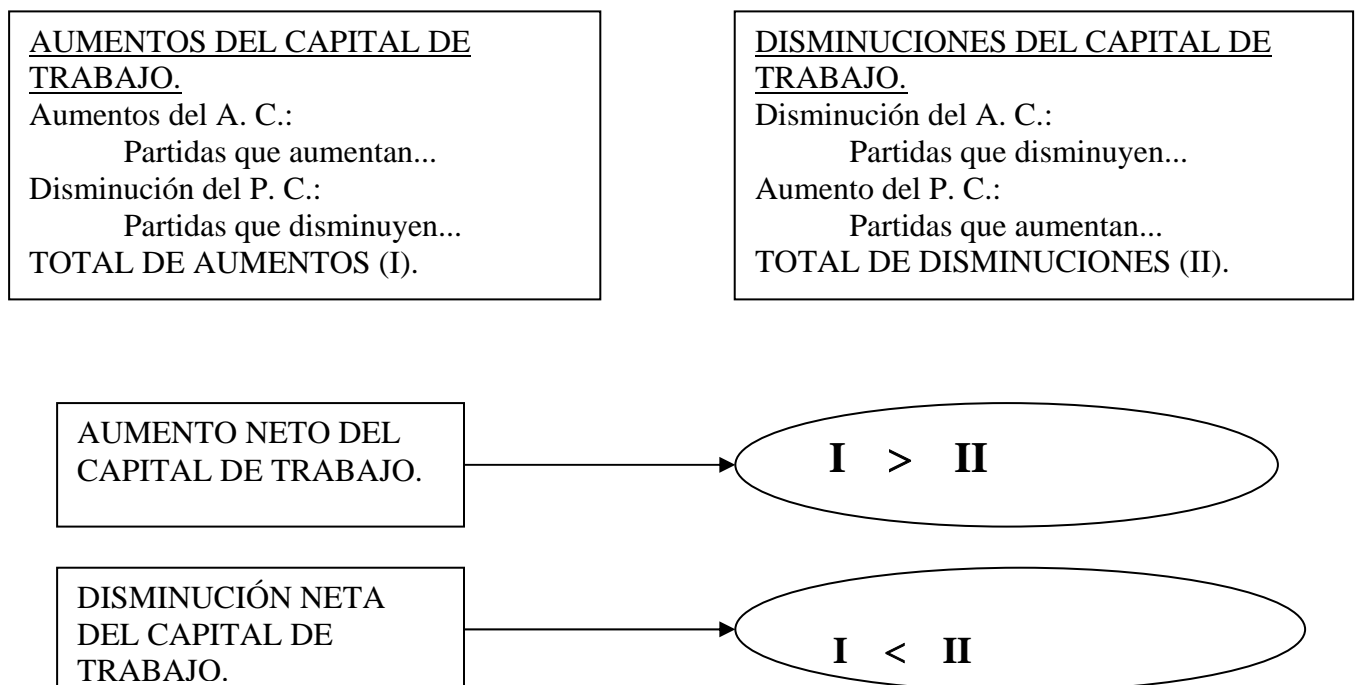 AUMENTOS DEL CAPITAL DE
TRABAJO.
Aumentos del A. C.:
Partidas que aumentan...
Disminución del P. C.:
Partidas que disminuyen...
TOTAL DE AUMENTOS (I).
DISMINUCIONES DEL CAPITAL DE
TRABAJO.
Disminución del A. C.:
Partidas que disminuyen...
Aumento del P. C.:
Partidas que aumentan...
TOTAL DE DISMINUCIONES (II).
AUMENTO NETO DEL
CAPITAL DE TRABAJO.
I > II
DISMINUCIÓN NETA
DEL CAPITAL DE
TRABAJO.
I < II